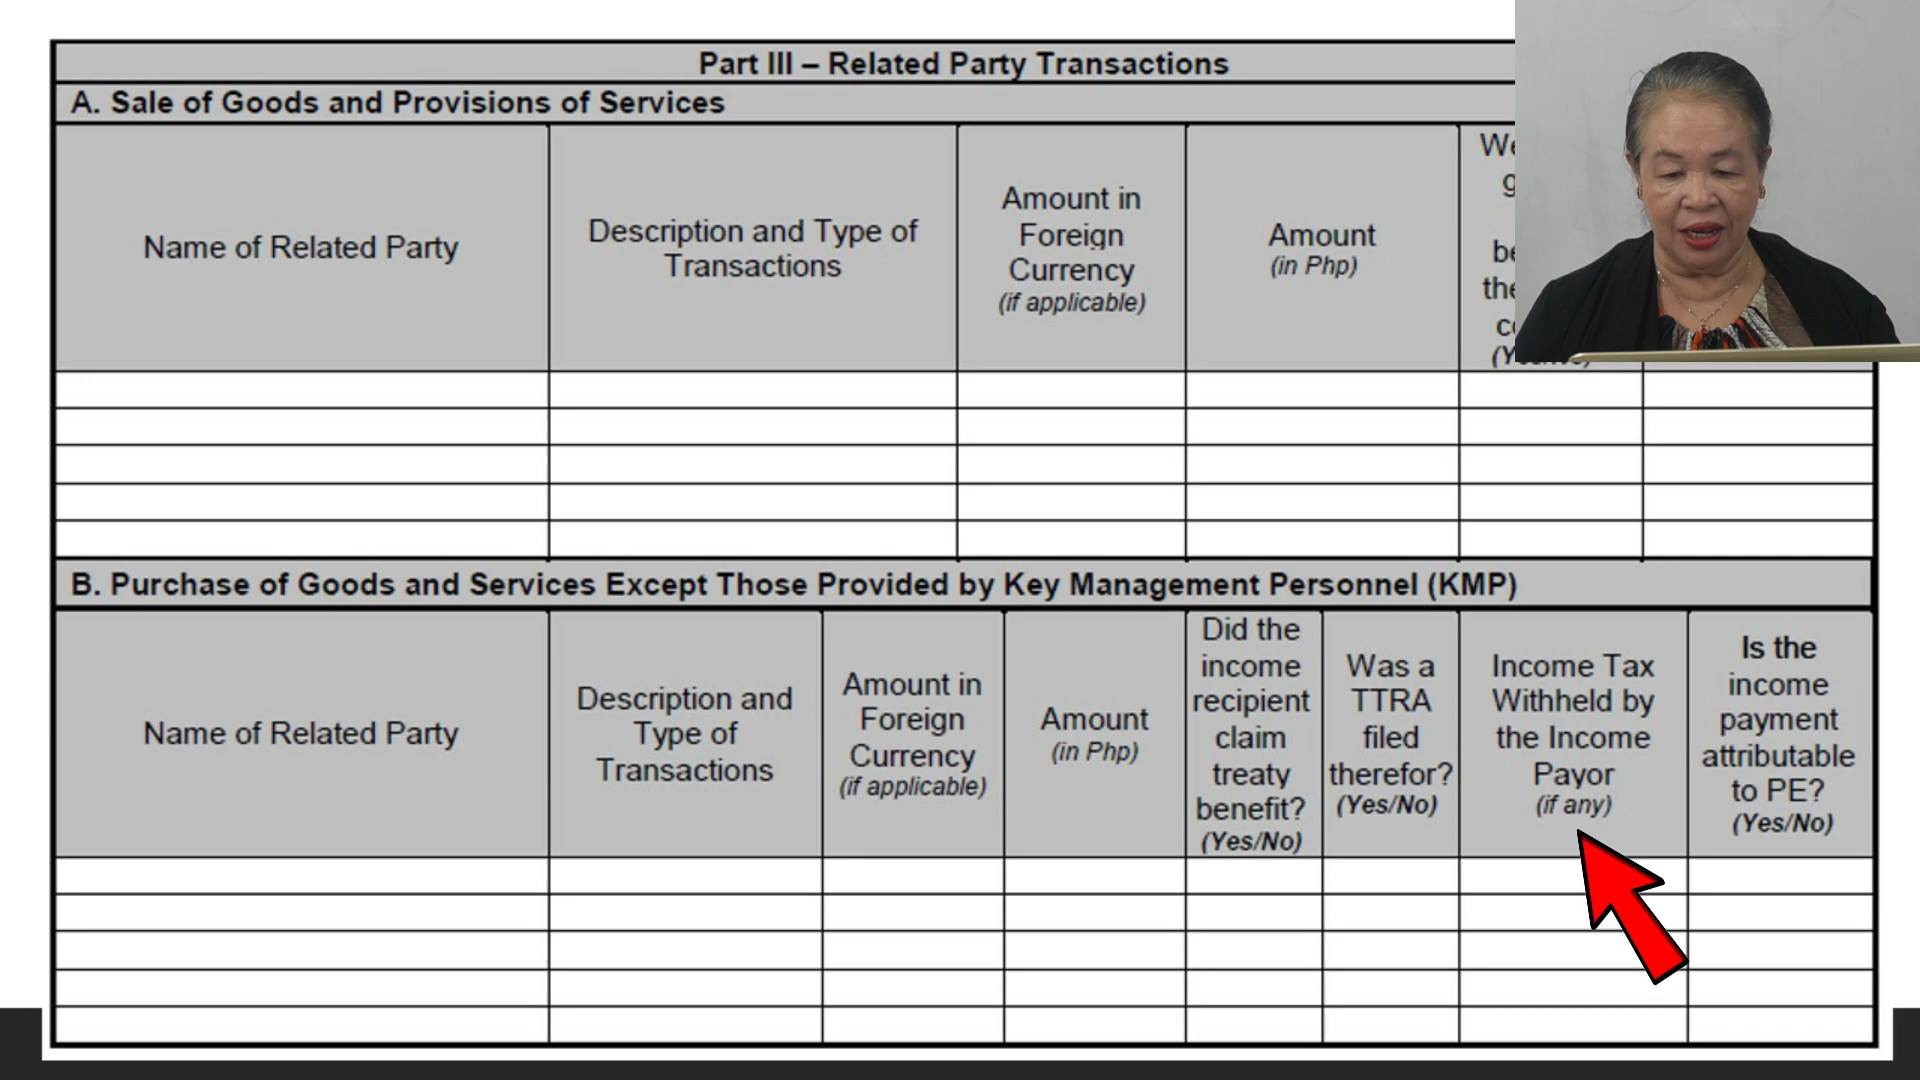 Part III – Related Party Transactions
A. Sale of Goods and Provisions of Services
Name of Related Party
Description and Type of
Transactions
Amount in
Foreign
Currency
(if applicable)
Amount
(in Php)
B. Purchase of Goods and Services Except Those Provided by Key Management Personnel (KMP)
Name of Related Party
Description and
Type of
Transactions
Amount in
Foreign
Currency
(if applicable)
Amount
(in Php)
Did the
income
recipient
claim
treaty
benefit?
(Yes/No)
Was a
TTRA
filed
therefor?
(Yes/No)
Income Tax
Withheld by
the Income
Payor
(if any)
Is the
income
payment
attributable
to PE?
(Yes/No)